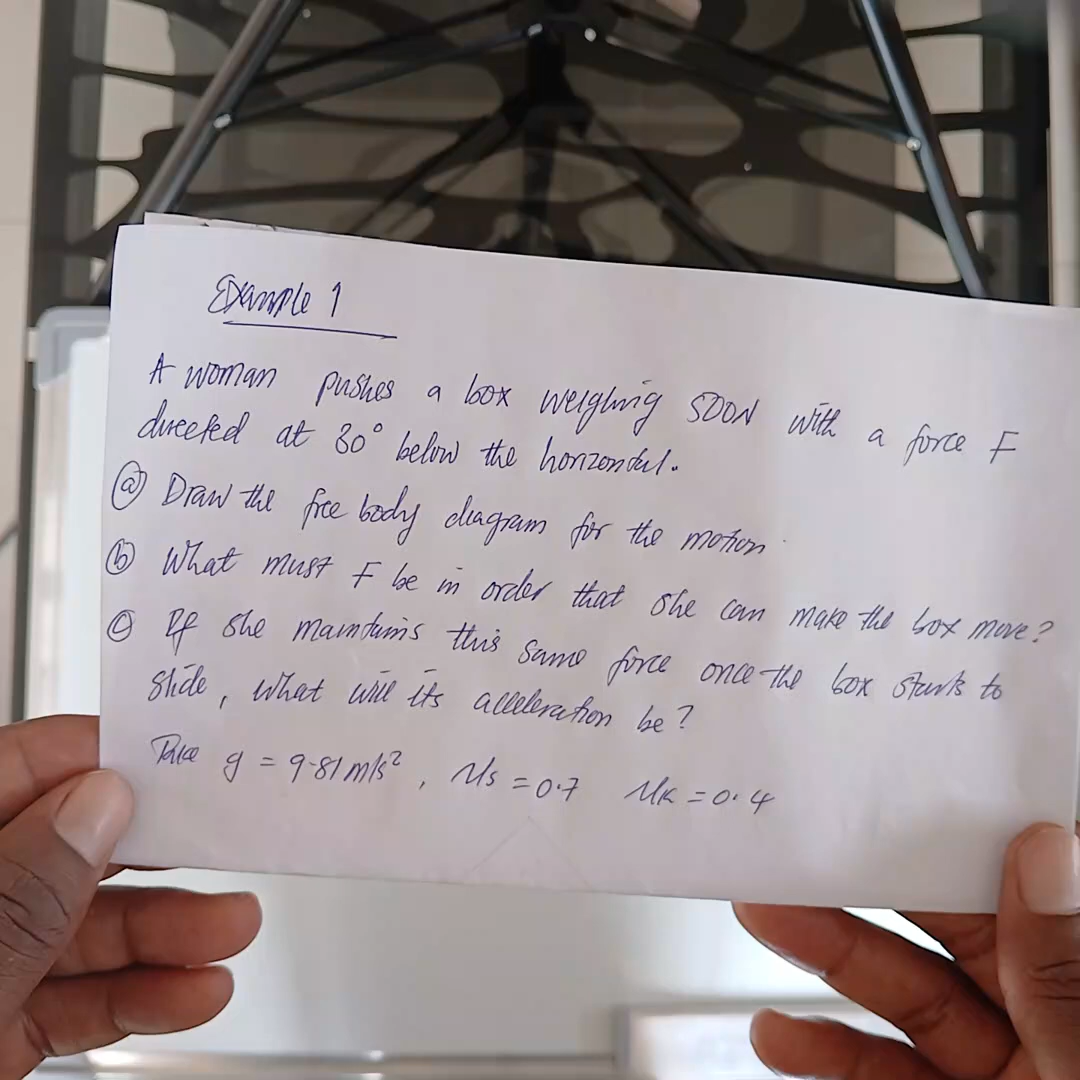 Example 1
A woman pushes a box weighing 500N with a force F
directed at 30° below the horizontal.
(a) Draw the free body diagram for the motion
(b) What must F be in order that she can make the box move?
(c) If she maintains this same force once the box starts to
slide, what will its acceleration be?
Take g = 9.81 m/s², Ms = 0.7 Mk = 0.4